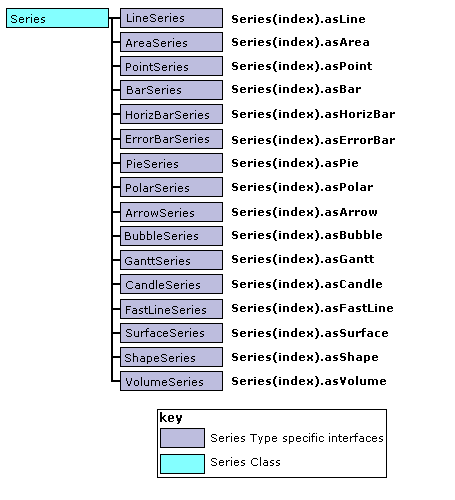 Series
LineSeries Series(index).asLine
AreaSeries Series(index).asArea
PointSeries Series(index).asPoint
BarSeries Series(index).asBar
HorizBarSeries Series(index).asHorizBar
ErrorBarSeries Series(index).asErrorBar
PieSeries Series(index).asPie
PolarSeries Series(index).asPolar
ArrowSeries Series(index).asArrow
BubbleSeries Series(index).asBubble
GanttSeries Series(index).asGantt
CandleSeries Series(index).asCandle
FastLineSeries Series(index).asFastLine
SurfaceSeries Series(index).asSurface
ShapeSeries Series(index).asShape
VolumeSeries Series(index).asVolume
key
Series Type specific interfaces
Series Class